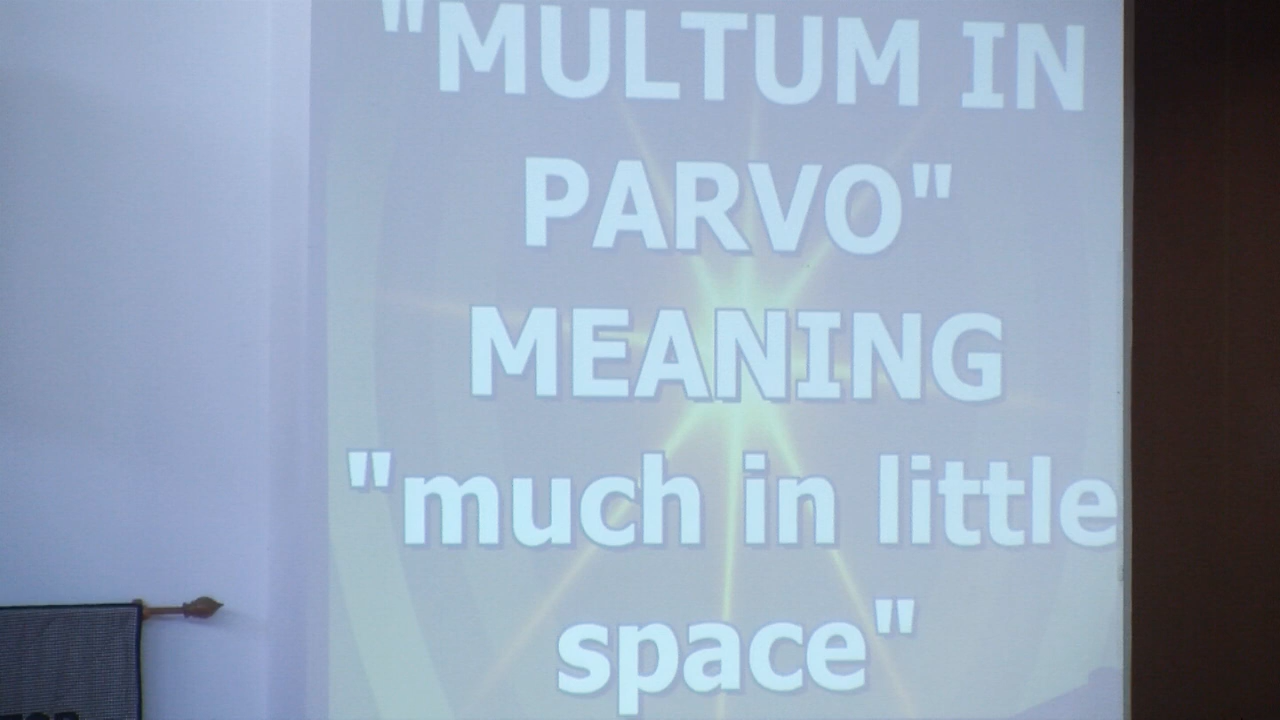 "MULTUM IN
PARVO"
MEANING
"much in little
space"